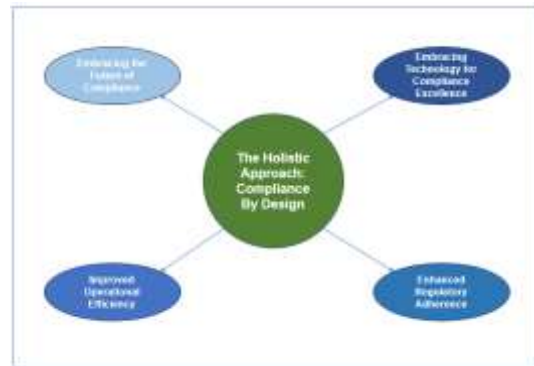 Embracing the
Future of
Compliance
Embracing
Technology for
Compliance
Excellence
The Holistic
Approach:
Compliance
By Design
Improved
Operational
Efficiency
Enhanced
Regulatory
Adherence